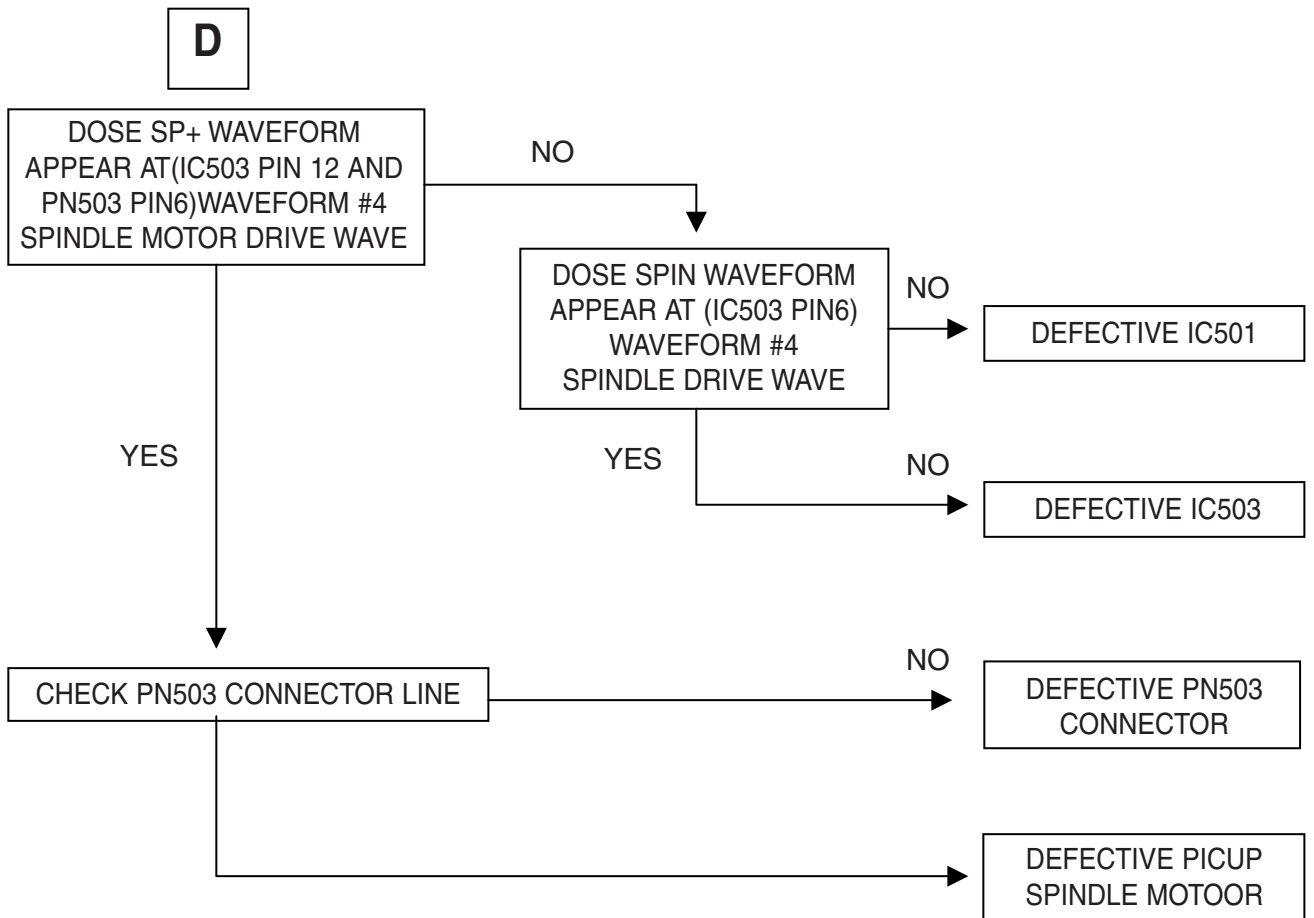 D
DOSE SP+ WAVEFORM
APPEAR AT(IC503 PIN 12 AND
PN503 PIN6)WAVEFORM #4
SPINDLE MOTOR DRIVE WAVE
NO
DOSE SPIN WAVEFORM
APPEAR AT (IC503 PIN6)
WAVEFORM #4
SPINDLE DRIVE WAVE
NO
DEFECTIVE IC501
YES
YES
NO
DEFECTIVE IC503
CHECK PN503 CONNECTOR LINE
NO
DEFECTIVE PN503
CONNECTOR
DEFECTIVE PICUP
SPINDLE MOTOOR